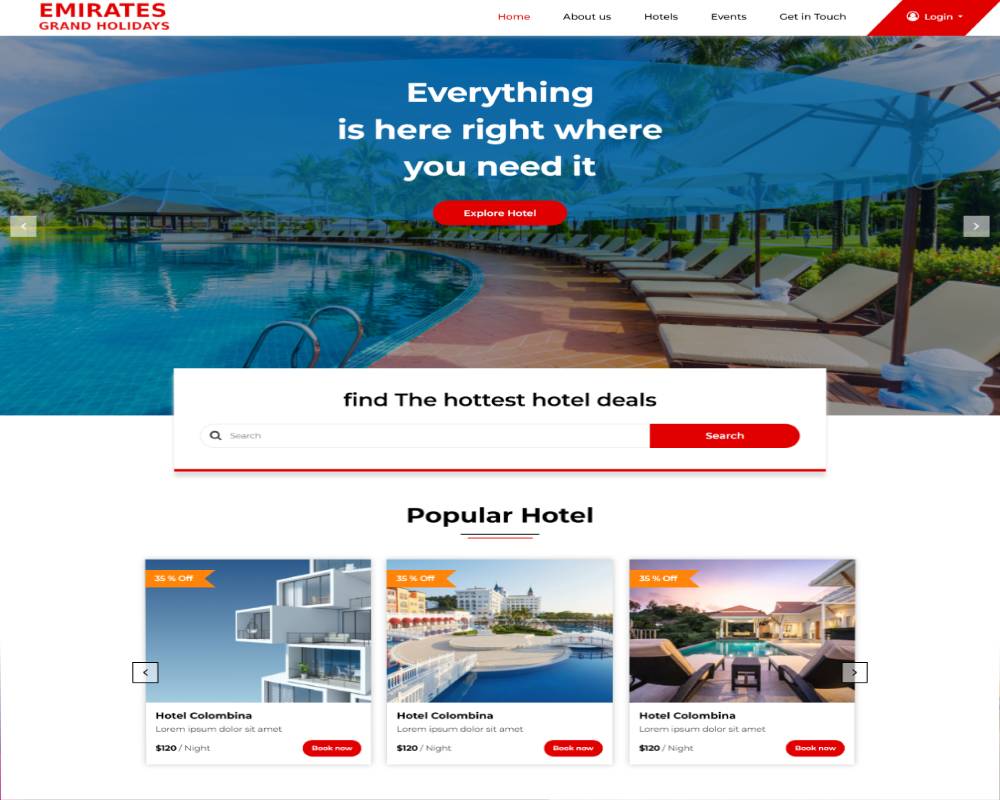 EMIRATES
GRAND HOLIDAYS
Home
About us
Hotels
Events
Get in Touch
Login
Everything
is here right where
you need it
Explore Hotel
find The hottest hotel deals
Search
Search
Popular Hotel
35 % Off
35 % Off
35 % Off
Hotel Colombina
Lorem ipsum dolor sit amet
$120 / Night
Book now
Hotel Colombina
Lorem ipsum dolor sit amet
$120 / Night
Book now
Hotel Colombina
Lorem ipsum dolor sit amet
$120 / Night
Book now